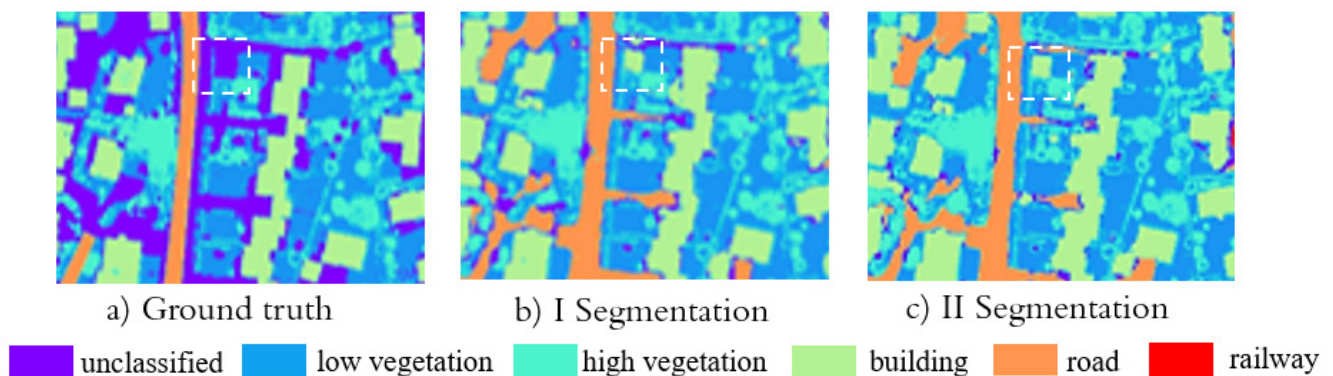 a) Ground truth b) I Segmentation c) II Segmentation
unclassified low vegetation high vegetation building road railway